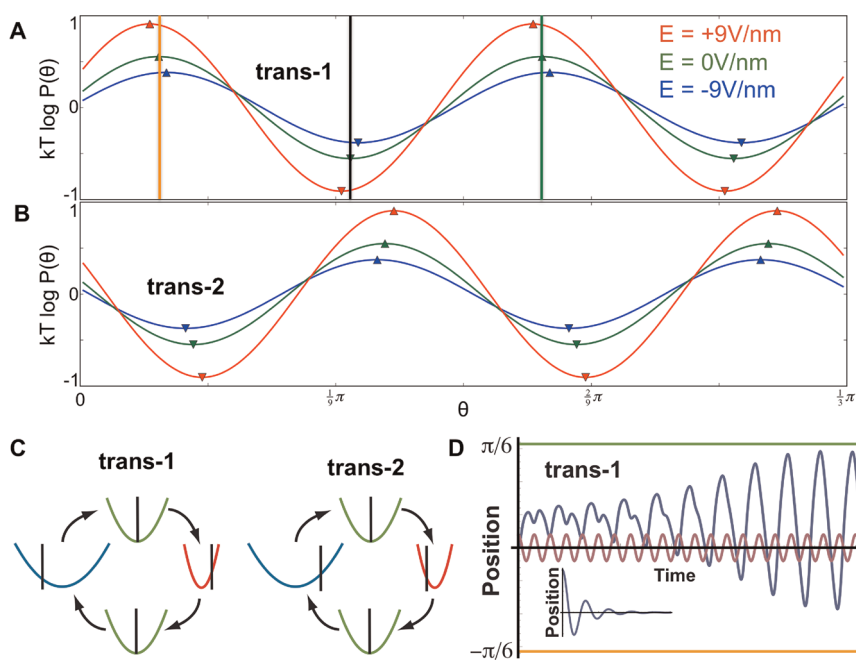 A
1
0
-1
kT log P(θ)
trans-1
E = +9V/nm
E = 0V/nm
E = -9V/nm
B
1
0
-1
kT log P(θ)
trans-2
0
1/9 π
θ
2/9 π
1/3 π
C
trans-1
trans-2
D
π/6
trans-1
Position
Time
Position
−π/6